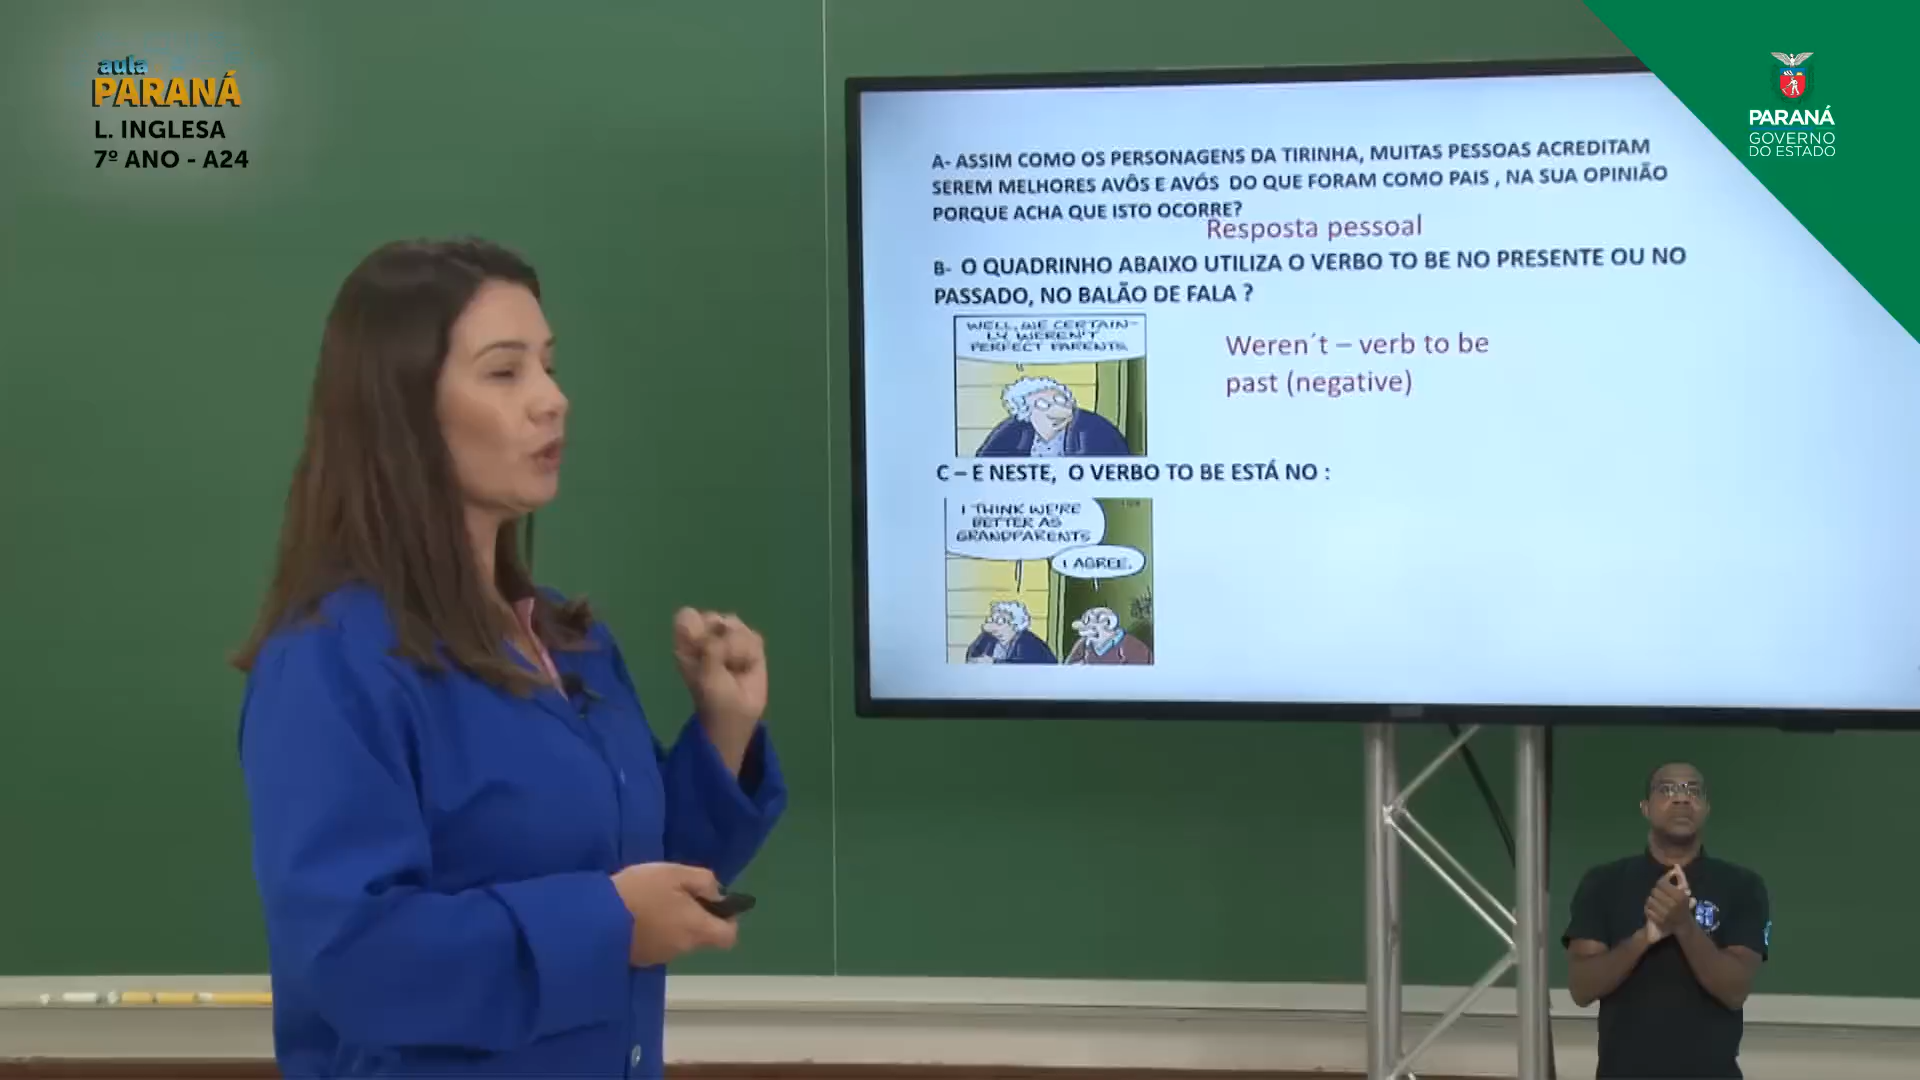 aula
PARANÁ
L. INGLESA
7º ANO - A24
PARANÁ
GOVERNO
DO ESTADO
A- ASSIM COMO OS PERSONAGENS DA TIRINHA, MUITAS PESSOAS ACREDITAM
SEREM MELHORES AVÔS E AVÓS DO QUE FORAM COMO PAIS , NA SUA OPINIÃO
PORQUE ACHA QUE ISTO OCORRE?
Resposta pessoal
B- O QUADRINHO ABAIXO UTILIZA O VERBO TO BE NO PRESENTE OU NO
PASSADO, NO BALÃO DE FALA ?
WELL, WE CERTAIN-
LY WEREN'T
PERFECT PARENTS
Weren´t – verb to be
past (negative)
C – E NESTE, O VERBO TO BE ESTÁ NO :
I THINK WE'RE
BETTER AS
GRANDPARENTS
I AGREE.